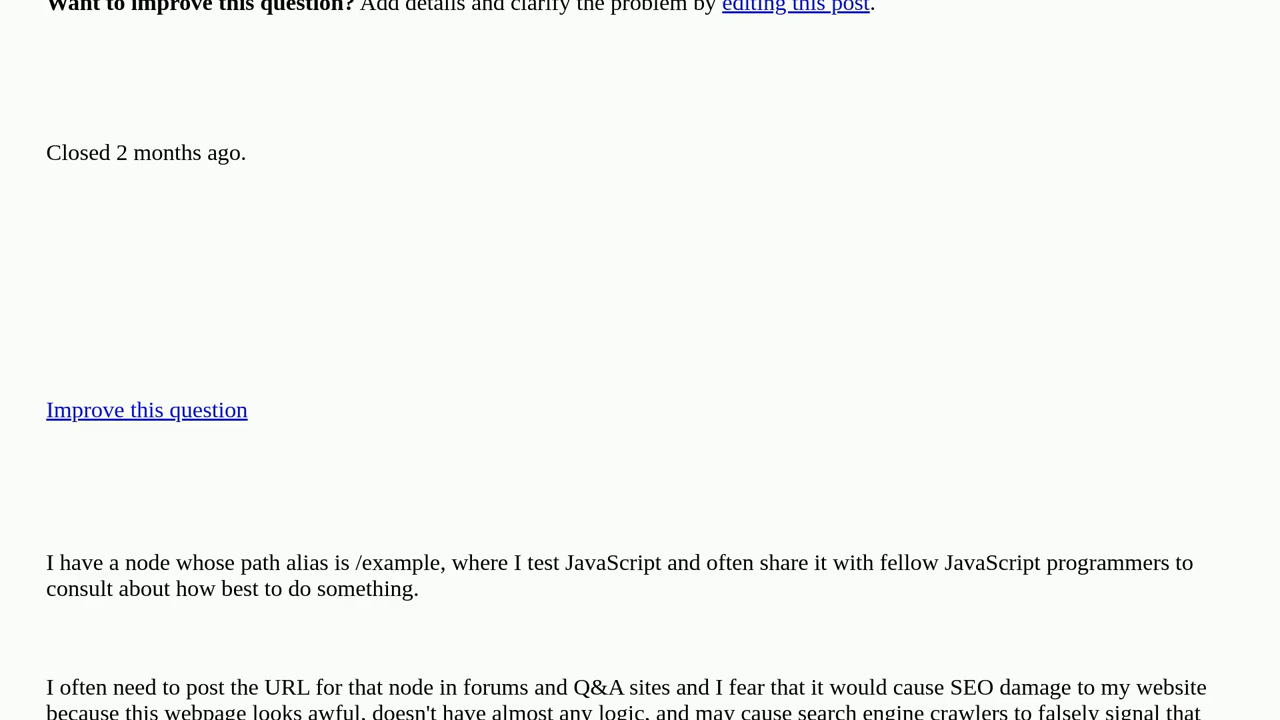 Want to improve this question? Add details and clarify the problem by editing this post.
Closed 2 months ago.
Improve this question
I have a node whose path alias is /example, where I test JavaScript and often share it with fellow JavaScript programmers to
consult about how best to do something.
I often need to post the URL for that node in forums and Q&A sites and I fear that it would cause SEO damage to my website
because this webpage looks awful, doesn't have almost any logic, and may cause search engine crawlers to falsely signal that